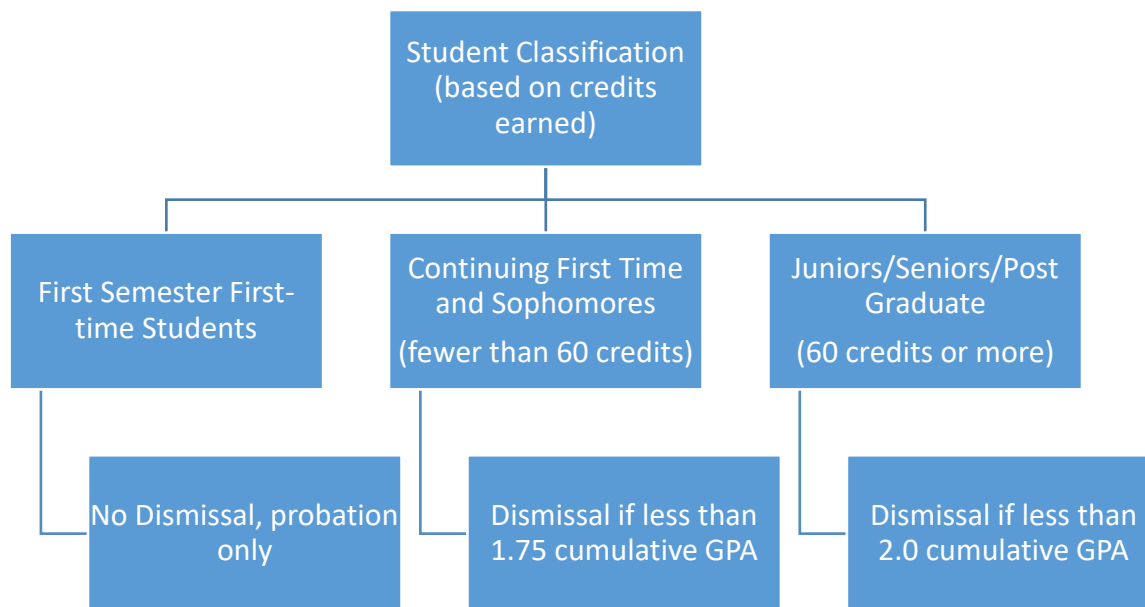 Student Classification
(based on credits
earned)
First Semester First-
time Students
Continuing First Time
and Sophomores
(fewer than 60 credits)
Juniors/Seniors/Post
Graduate
(60 credits or more)
No Dismissal, probation
only
Dismissal if less than
1.75 cumulative GPA
Dismissal if less than
2.0 cumulative GPA